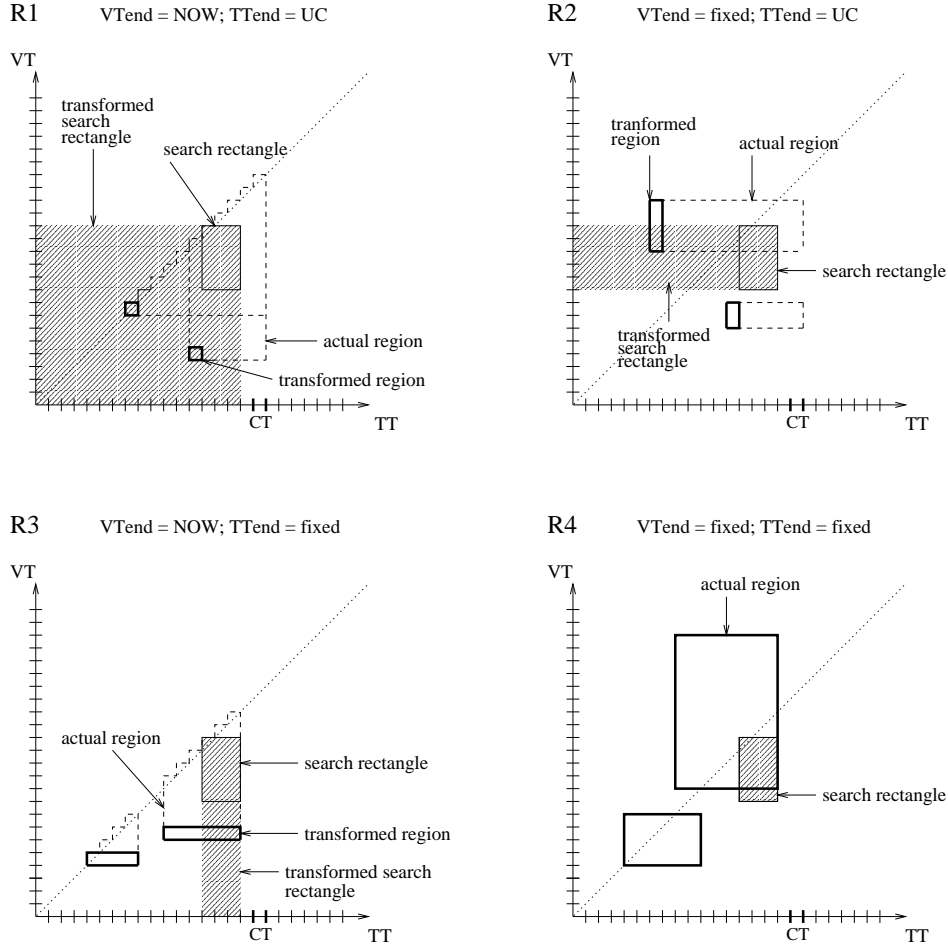 R1 VTend = NOW; TTend = UC
VT
transformed
search
rectangle
search rectangle
actual region
transformed region
CT
TT
R2 VTend = fixed; TTend = UC
VT
tranformed
region
actual region
search rectangle
transformed
search
rectangle
CT
TT
R3 VTend = NOW; TTend = fixed
VT
actual region
search rectangle
transformed region
transformed search
rectangle
CT
TT
R4 VTend = fixed; TTend = fixed
VT
actual region
search rectangle
CT
TT